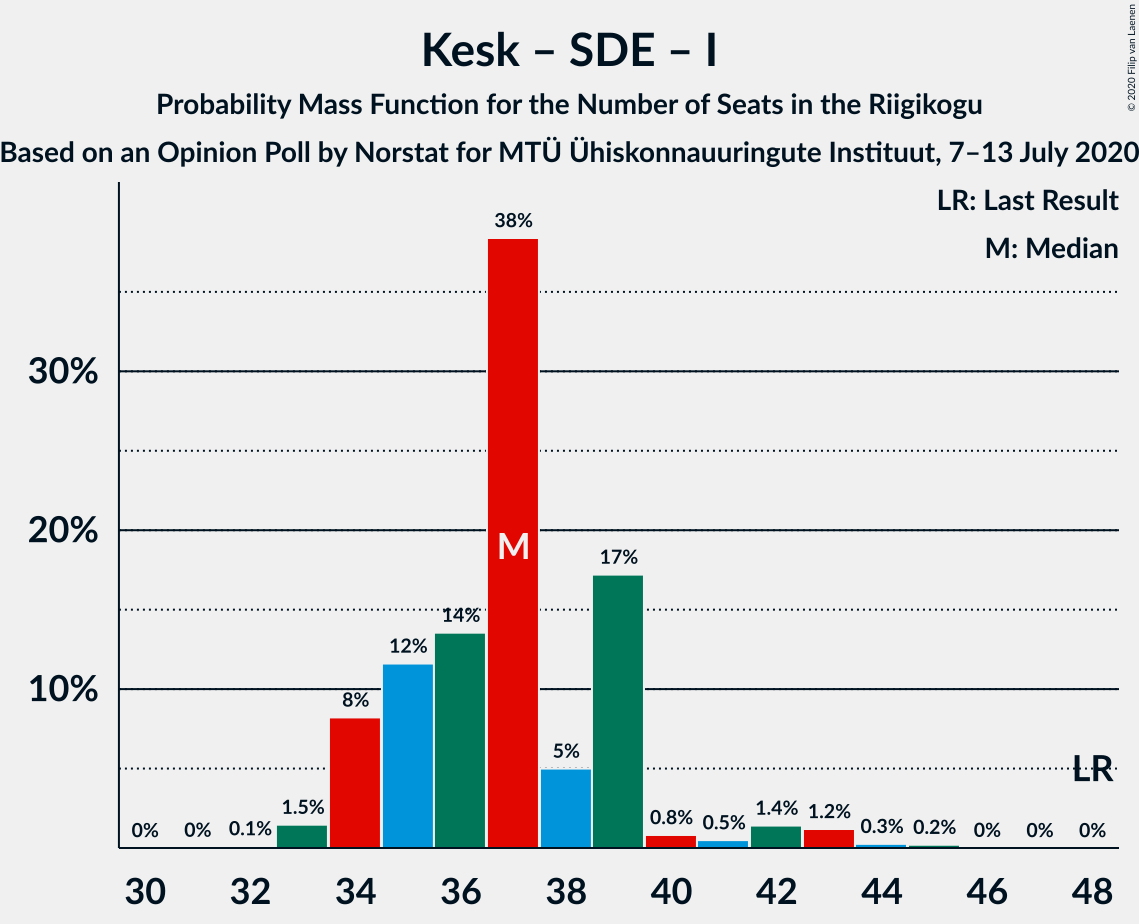 Kesk – SDE – I
Probability Mass Function for the Number of Seats in the Riigikogu
Based on an Opinion Poll by Norstat for MTÜ Ühiskonnauuringute Instituut, 7–13 July 2020
© 2020 Filip van Laenen
LR: Last Result
M: Median
38%
30%
20%
M
17%
14%
12%
10%
8%
5%
LR
0% 0% 0.1% 1.5% 0.8% 0.5% 1.4% 1.2% 0.3% 0.2% 0% 0% 0%
30 32 34 36 38 40 42 44 46 48